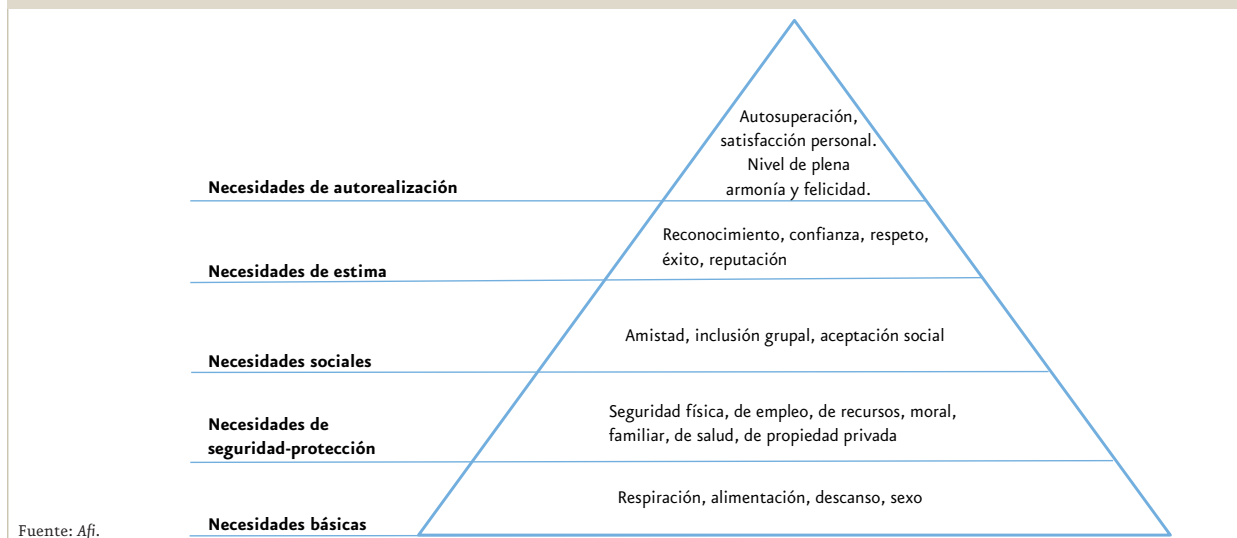 Autosuperación,
satisfacción personal.
Nivel de plena
armonía y felicidad.
Necesidades de autorealización
Reconocimiento, confianza, respeto,
éxito, reputación
Necesidades de estima
Amistad, inclusión grupal, aceptación social
Necesidades sociales
Seguridad física, de empleo, de recursos, moral,
familiar, de salud, de propiedad privada
Necesidades de
seguridad-protección
Respiración, alimentación, descanso, sexo
Necesidades básicas
Fuente: Afi.